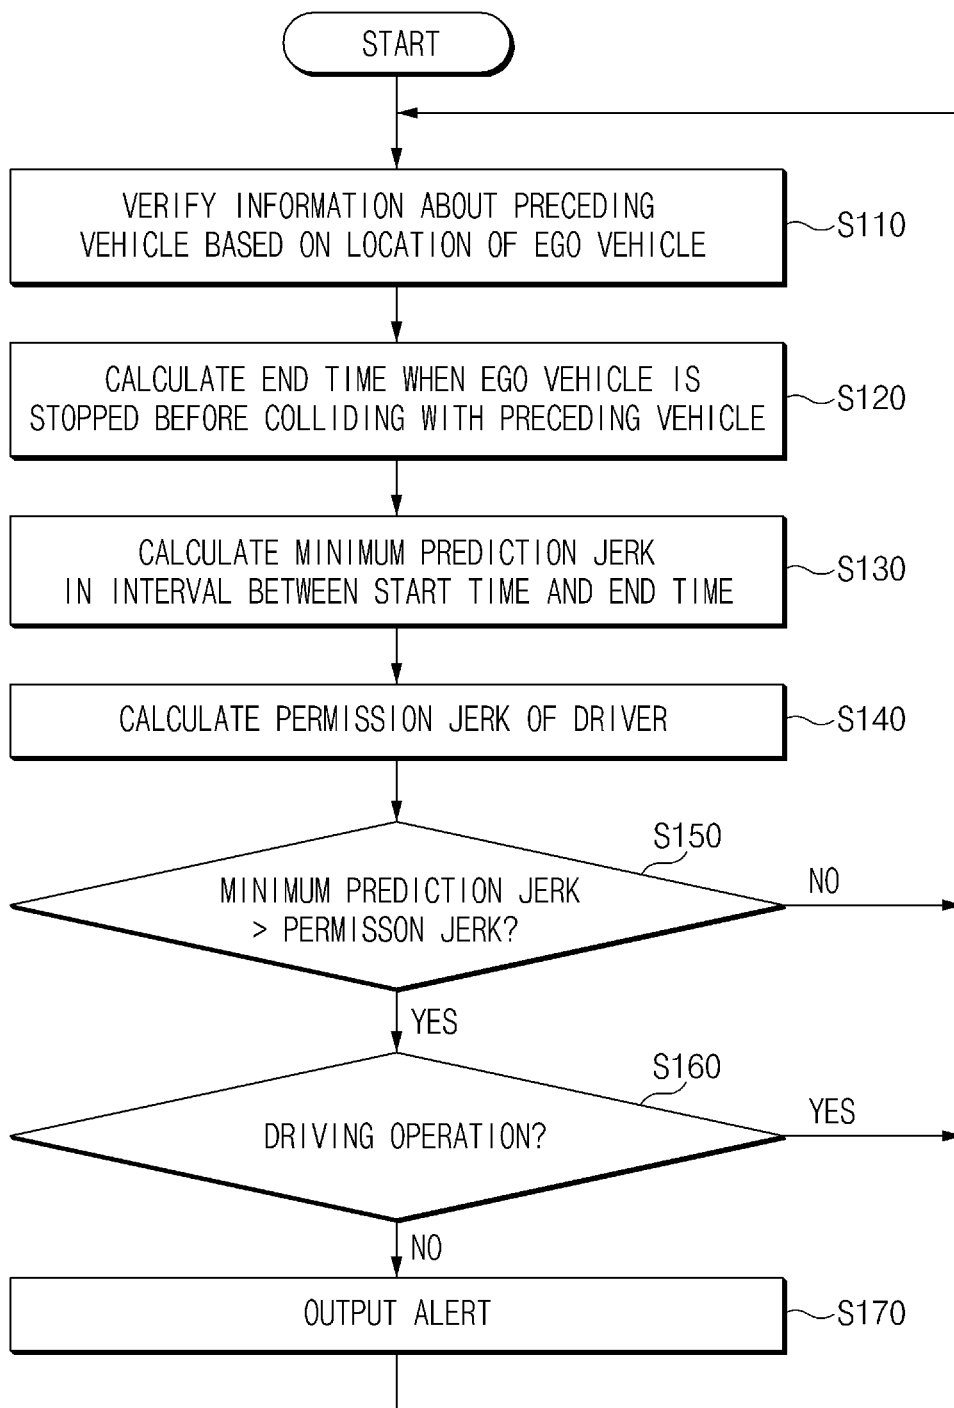 START
VERIFY INFORMATION ABOUT PRECEDING
VEHICLE BASED ON LOCATION OF EGO VEHICLE
S110
CALCULATE END TIME WHEN EGO VEHICLE IS
STOPPED BEFORE COLLIDING WITH PRECEDING VEHICLE
S120
CALCULATE MINIMUM PREDICTION JERK
IN INTERVAL BETWEEN START TIME AND END TIME
S130
CALCULATE PERMISSION JERK OF DRIVER
S140
S150
MINIMUM PREDICTION JERK
> PERMISSON JERK?
NO
YES
S160
DRIVING OPERATION?
YES
NO
OUTPUT ALERT
S170